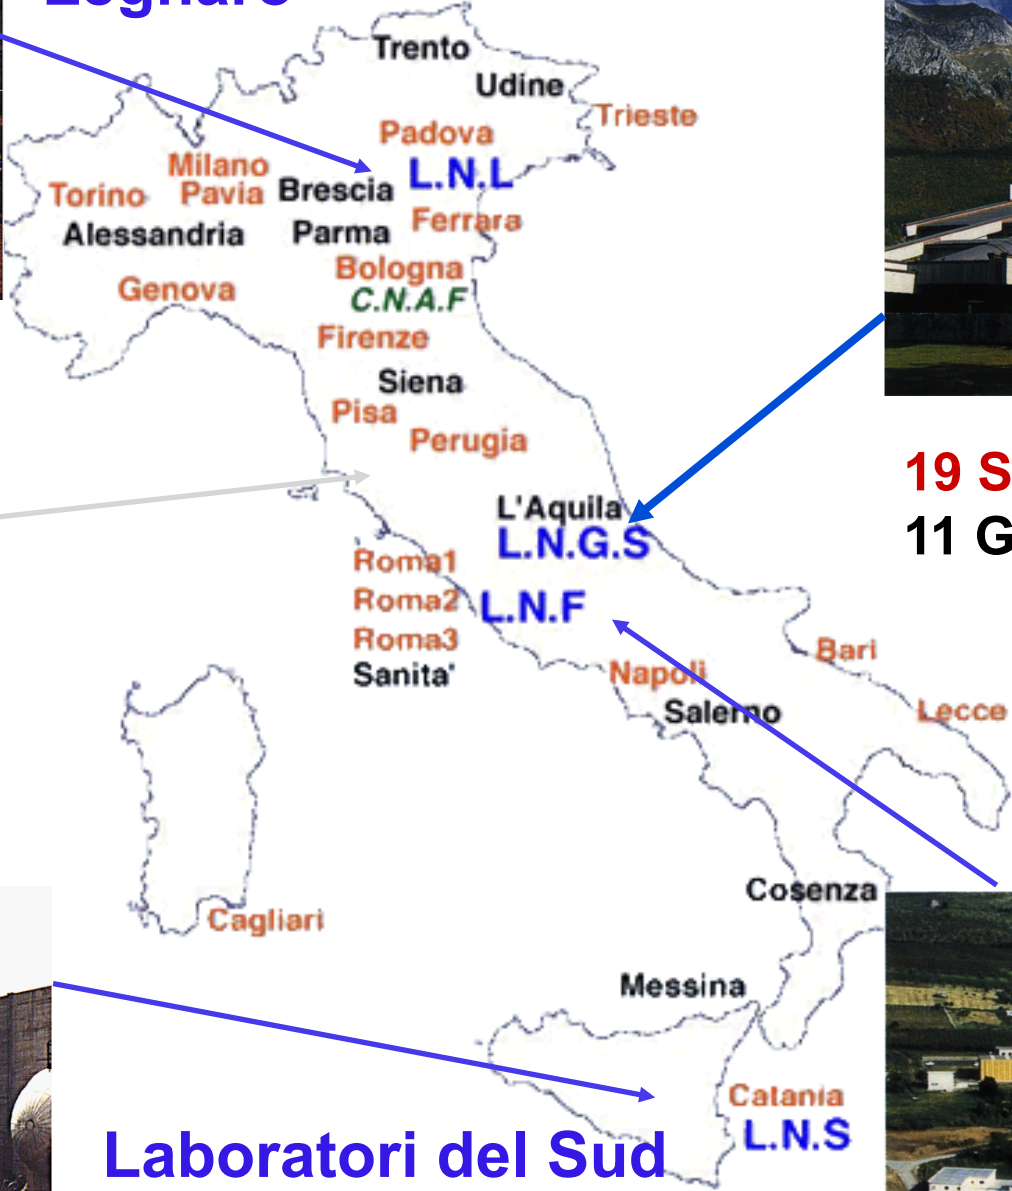 Legnaro
Trento
Udine
Trieste
Padova
Milano
L.N.L
Torino
Pavia
Brescia
Ferrara
Alessandria
Parma
Bologna
Genova
C.N.A.F
Firenze
Siena
Pisa
Perugia
19 S
L'Aquila
11 G
L.N.G.S
Roma1
Roma2
L.N.F
Roma3
Bari
Sanita'
Napoli
Salerno
Lecce
Cosenza
Cagliari
Messina
Catania
L.N.S
Laboratori del Sud